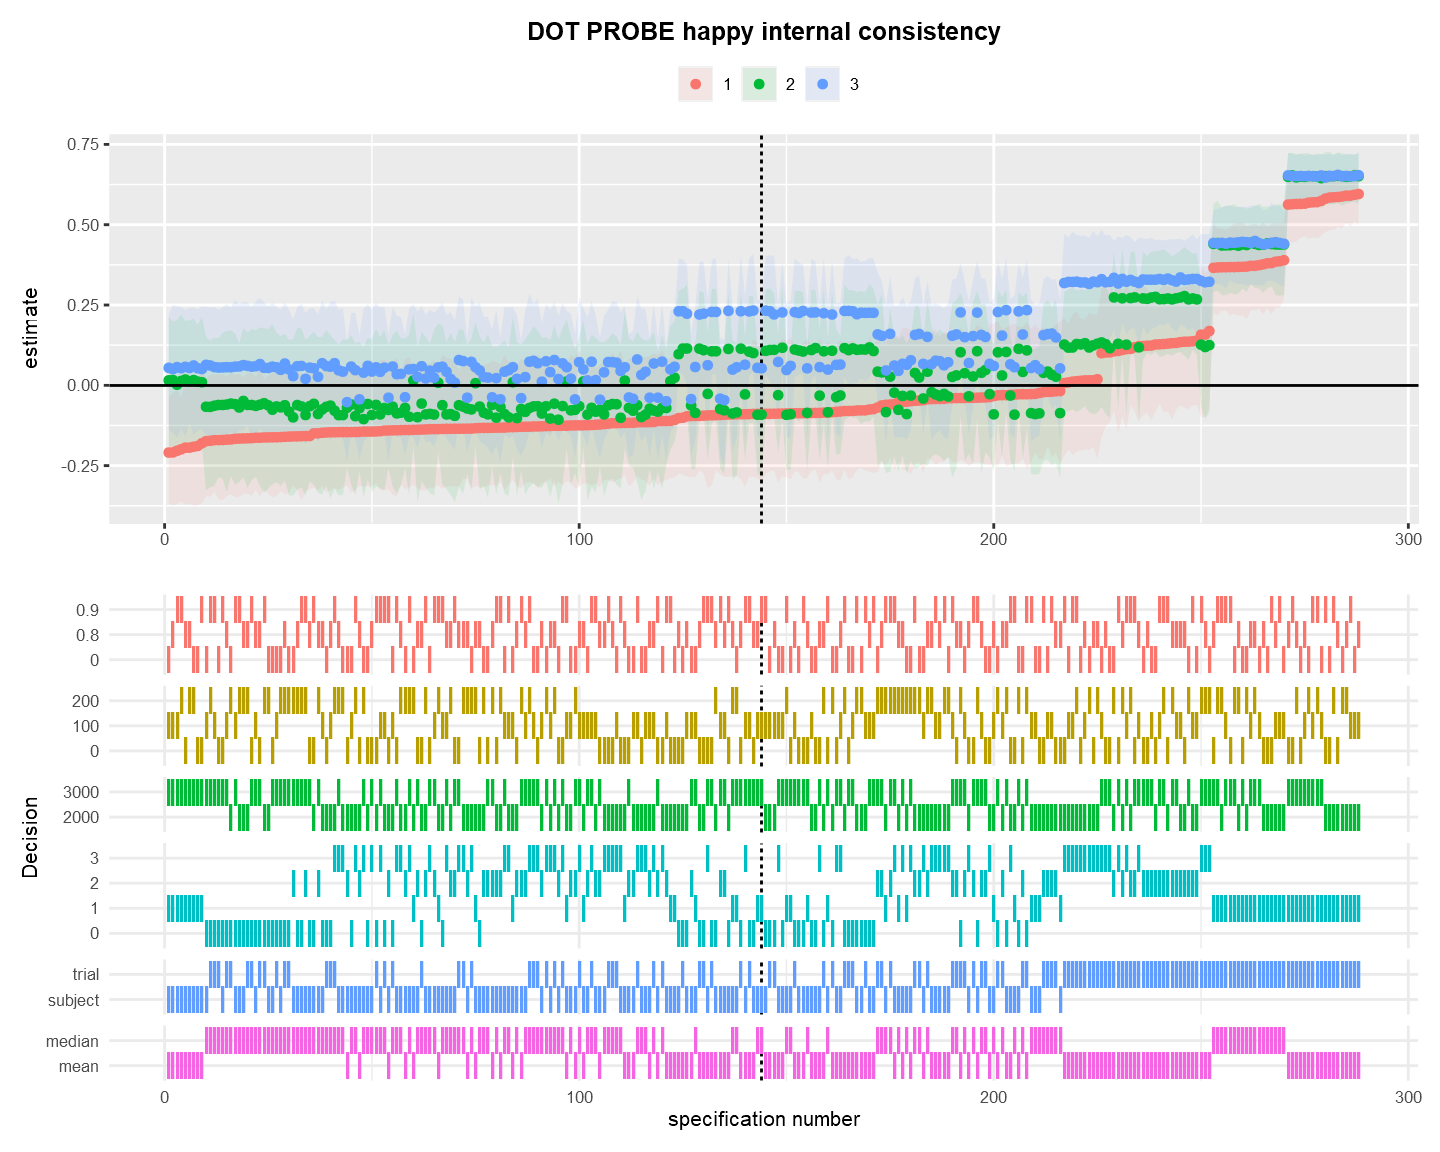 DOT PROBE happy internal consistency
1 2 3
0.75
0.50
0.25
0.00
-0.25
estimate
0 100 200 300
0.9
0.8
0
200
100
0
3000
2000
3
2
1
0
trial
subject
median
mean
Decision
0 100 200 300
specification number